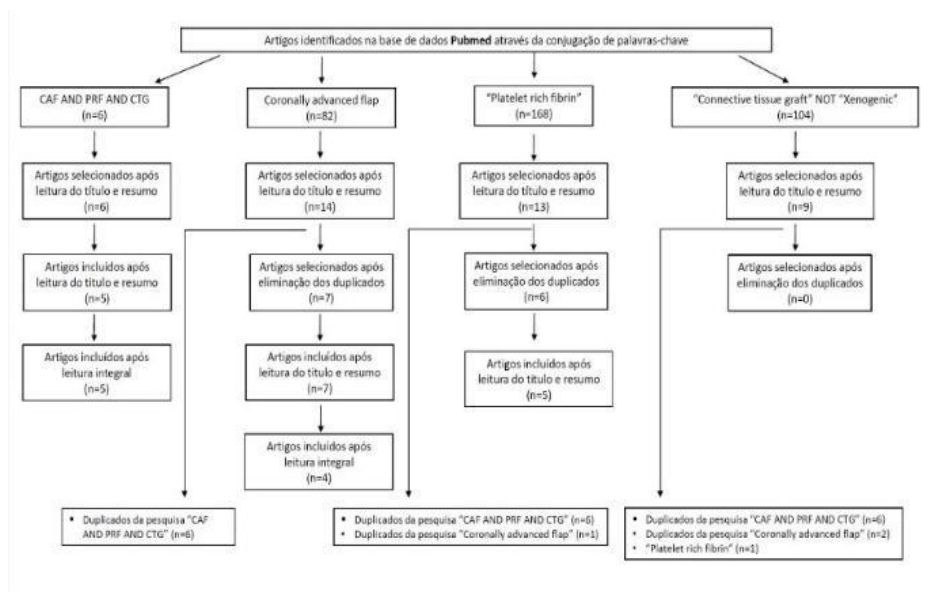 Artigos identificados na base de dados Pubmed através da conjugação de palavras-chave
CAF AND PRF AND CTG
(n=6)
Coronally advanced flap
(n=82)
"Platelet rich fibrin"
(n=168)
"Connective tissue graft" NOT "Xenogenic"
(n=104)
Artigos selecionados após
leitura do título e resumo
(n=6)
Artigos selecionados após
leitura do título e resumo
(n=14)
Artigos selecionados após
leitura do título e resumo
(n=13)
Artigos selecionados após
leitura do título e resumo
(n=9)
Artigos incluídos após
leitura do título e resumo
(n=5)
Artigos selecionados após
eliminação dos duplicados
(n=7)
Artigos selecionados após
eliminação dos duplicados
(n=6)
Artigos selecionados após
eliminação dos duplicados
(n=0)
Artigos incluídos após
leitura integral
(n=5)
Artigos incluídos após
leitura do título e resumo
(n=7)
Artigos incluídos após
leitura do título e resumo
(n=5)
Artigos incluídos após
leitura integral
(n=4)
▪ Duplicados da pesquisa "CAF
AND PRF AND CTG" (n=6)
▪ Duplicados da pesquisa "CAF AND PRF AND CTG" (n=6)
• Duplicados da pesquisa "Coronally advanced flap" (n=1)
▪ Duplicados da pesquisa "CAF AND PRF AND CTG" (n=6)
• Duplicados da pesquisa "Coronally advanced flap" (n=2)
• "Platelet rich fibrin" (n=1)